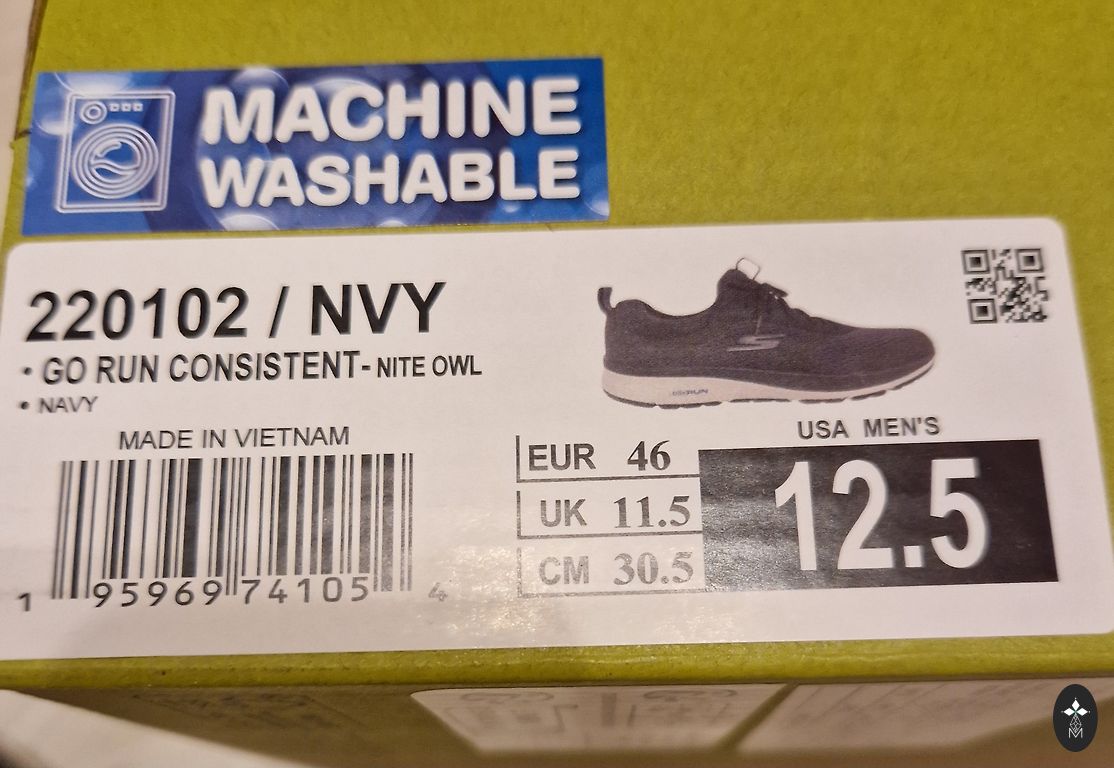 MACHINE
WASHABLE
220102 / NVY
• GO RUN CONSISTENT- NITE OWL
• NAVY
MADE IN VIETNAM
1 95969 74105 4
EUR 46
UK 11.5
CM 30.5
USA MEN'S
12.5
M